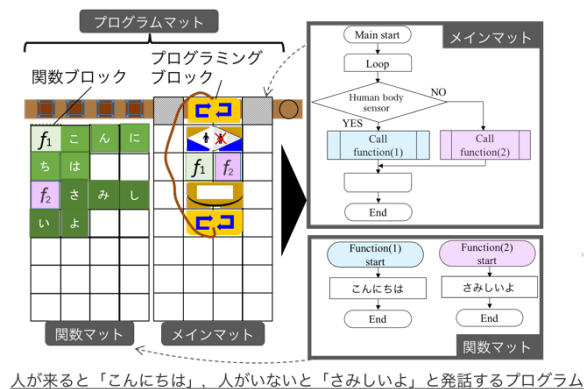 プログラムマット
関数ブロック
プログラミング
ブロック
f1 こ ん に
ち は
f2 さ み し
い よ
f1 f2
関数マット
メインマット
メインマット
Main start
Loop
Human body
sensor
NO
YES
Call
function(1)
Call
function(2)
End
Function(1)
start
Function(2)
start
こんにちは
さみしいよ
End
End
関数マット
人が来ると「こんにちは」，人がいないと「さみしいよ」と発話するプログラム